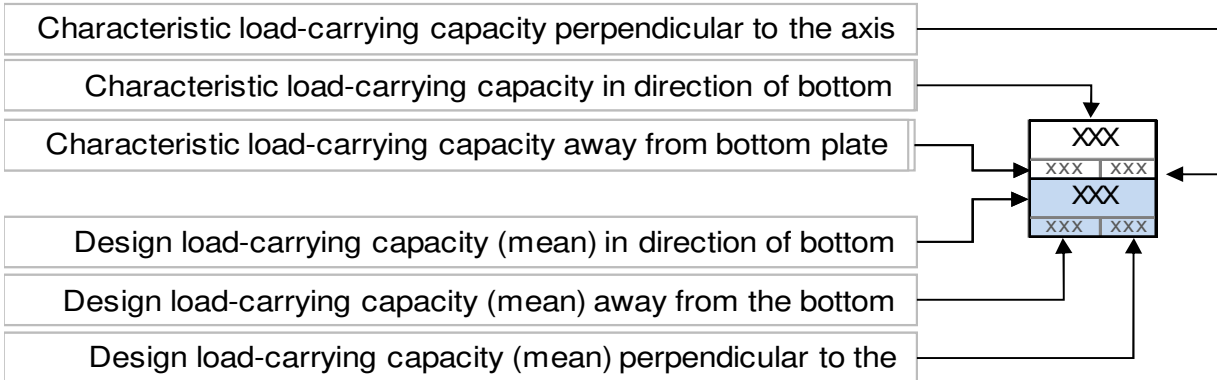 Characteristic load-carrying capacity perpendicular to the axis
Characteristic load-carrying capacity in direction of bottom
Characteristic load-carrying capacity away from bottom plate
XXX
xxx xxx
XXX
xxx xxx
Design load-carrying capacity (mean) in direction of bottom
Design load-carrying capacity (mean) away from the bottom
Design load-carrying capacity (mean) perpendicular to the